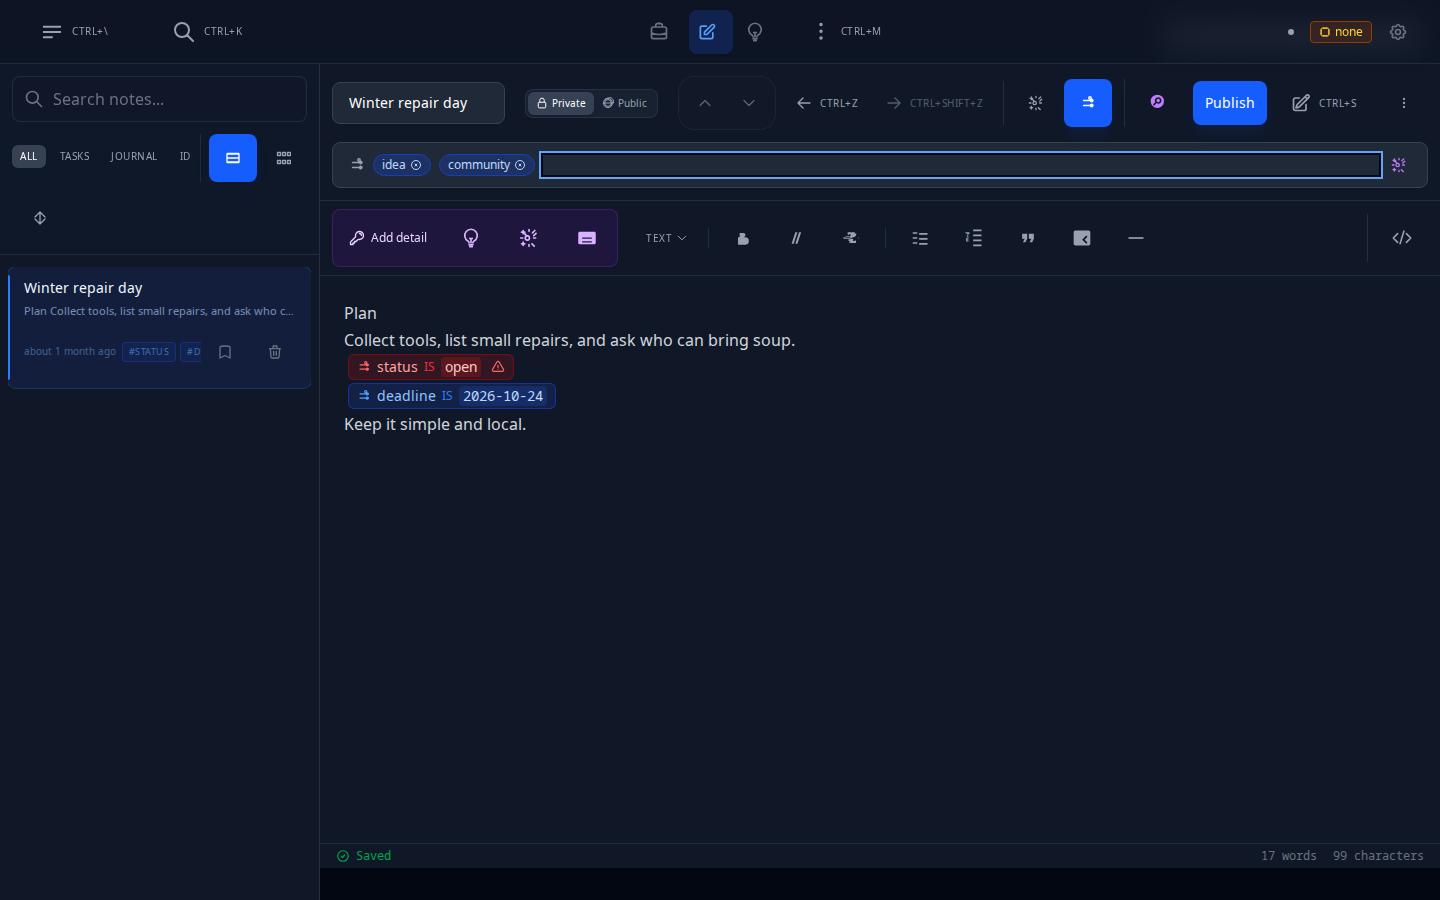 CTRL+\ CTRL+K CTRL+M none
Search notes...
ALL TASKS JOURNAL ID
Winter repair day
Plan Collect tools, list small repairs, and ask who c...
about 1 month ago #STATUS #D
Winter repair day Private Public CTRL+Z CTRL+SHIFT+Z Publish CTRL+S
idea community
Add detail TEXT
Plan
Collect tools, list small repairs, and ask who can bring soup.
status IS open
deadline IS 2026-10-24
Keep it simple and local.
Saved 17 words 99 characters